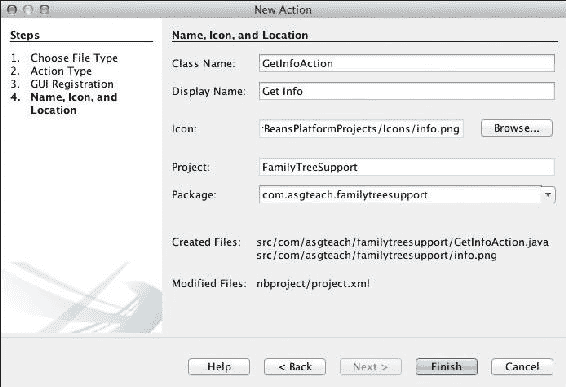 New Action
Steps
1. Choose File Type
2. Action Type
3. GUI Registration
4. Name, Icon, and
Location
Name, Icon, and Location
Class Name: GetInfoAction
Display Name: Get Info
Icon: BeansPlatformProjects/Icons/info.png Browse...
Project: FamilyTreeSupport
Package: com.asgteach.familytreesupport
Created Files: src/com/asgteach/familytreesupport/GetInfoAction.java
src/com/asgteach/familytreesupport/info.png
Modified Files: nbproject/project.xml
Help < Back Next > Finish Cancel